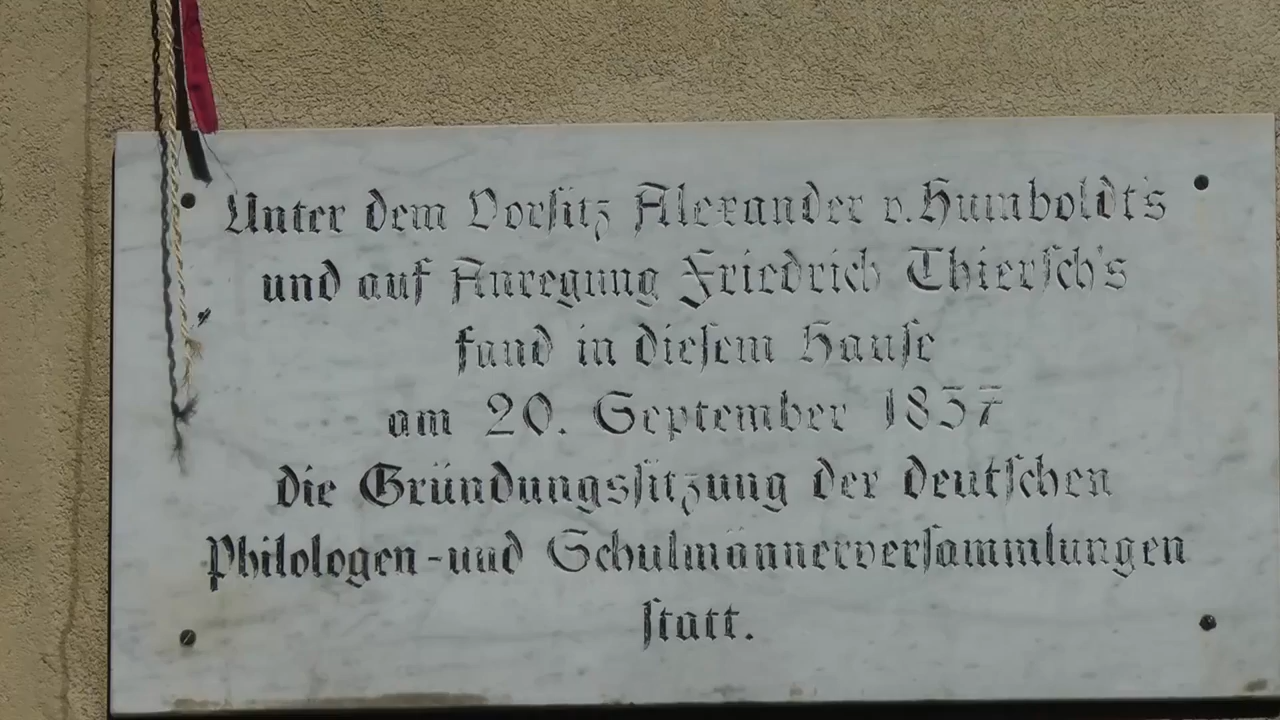 Unter dem Vorsitz Alexander v. Humboldt's
und auf Anregung Friedrich Thiersch's
fand in diesem Hause
am 20. September 1837
die Gründungssitzung der deutschen
Philologen-und Schulmännerversammlungen
statt.